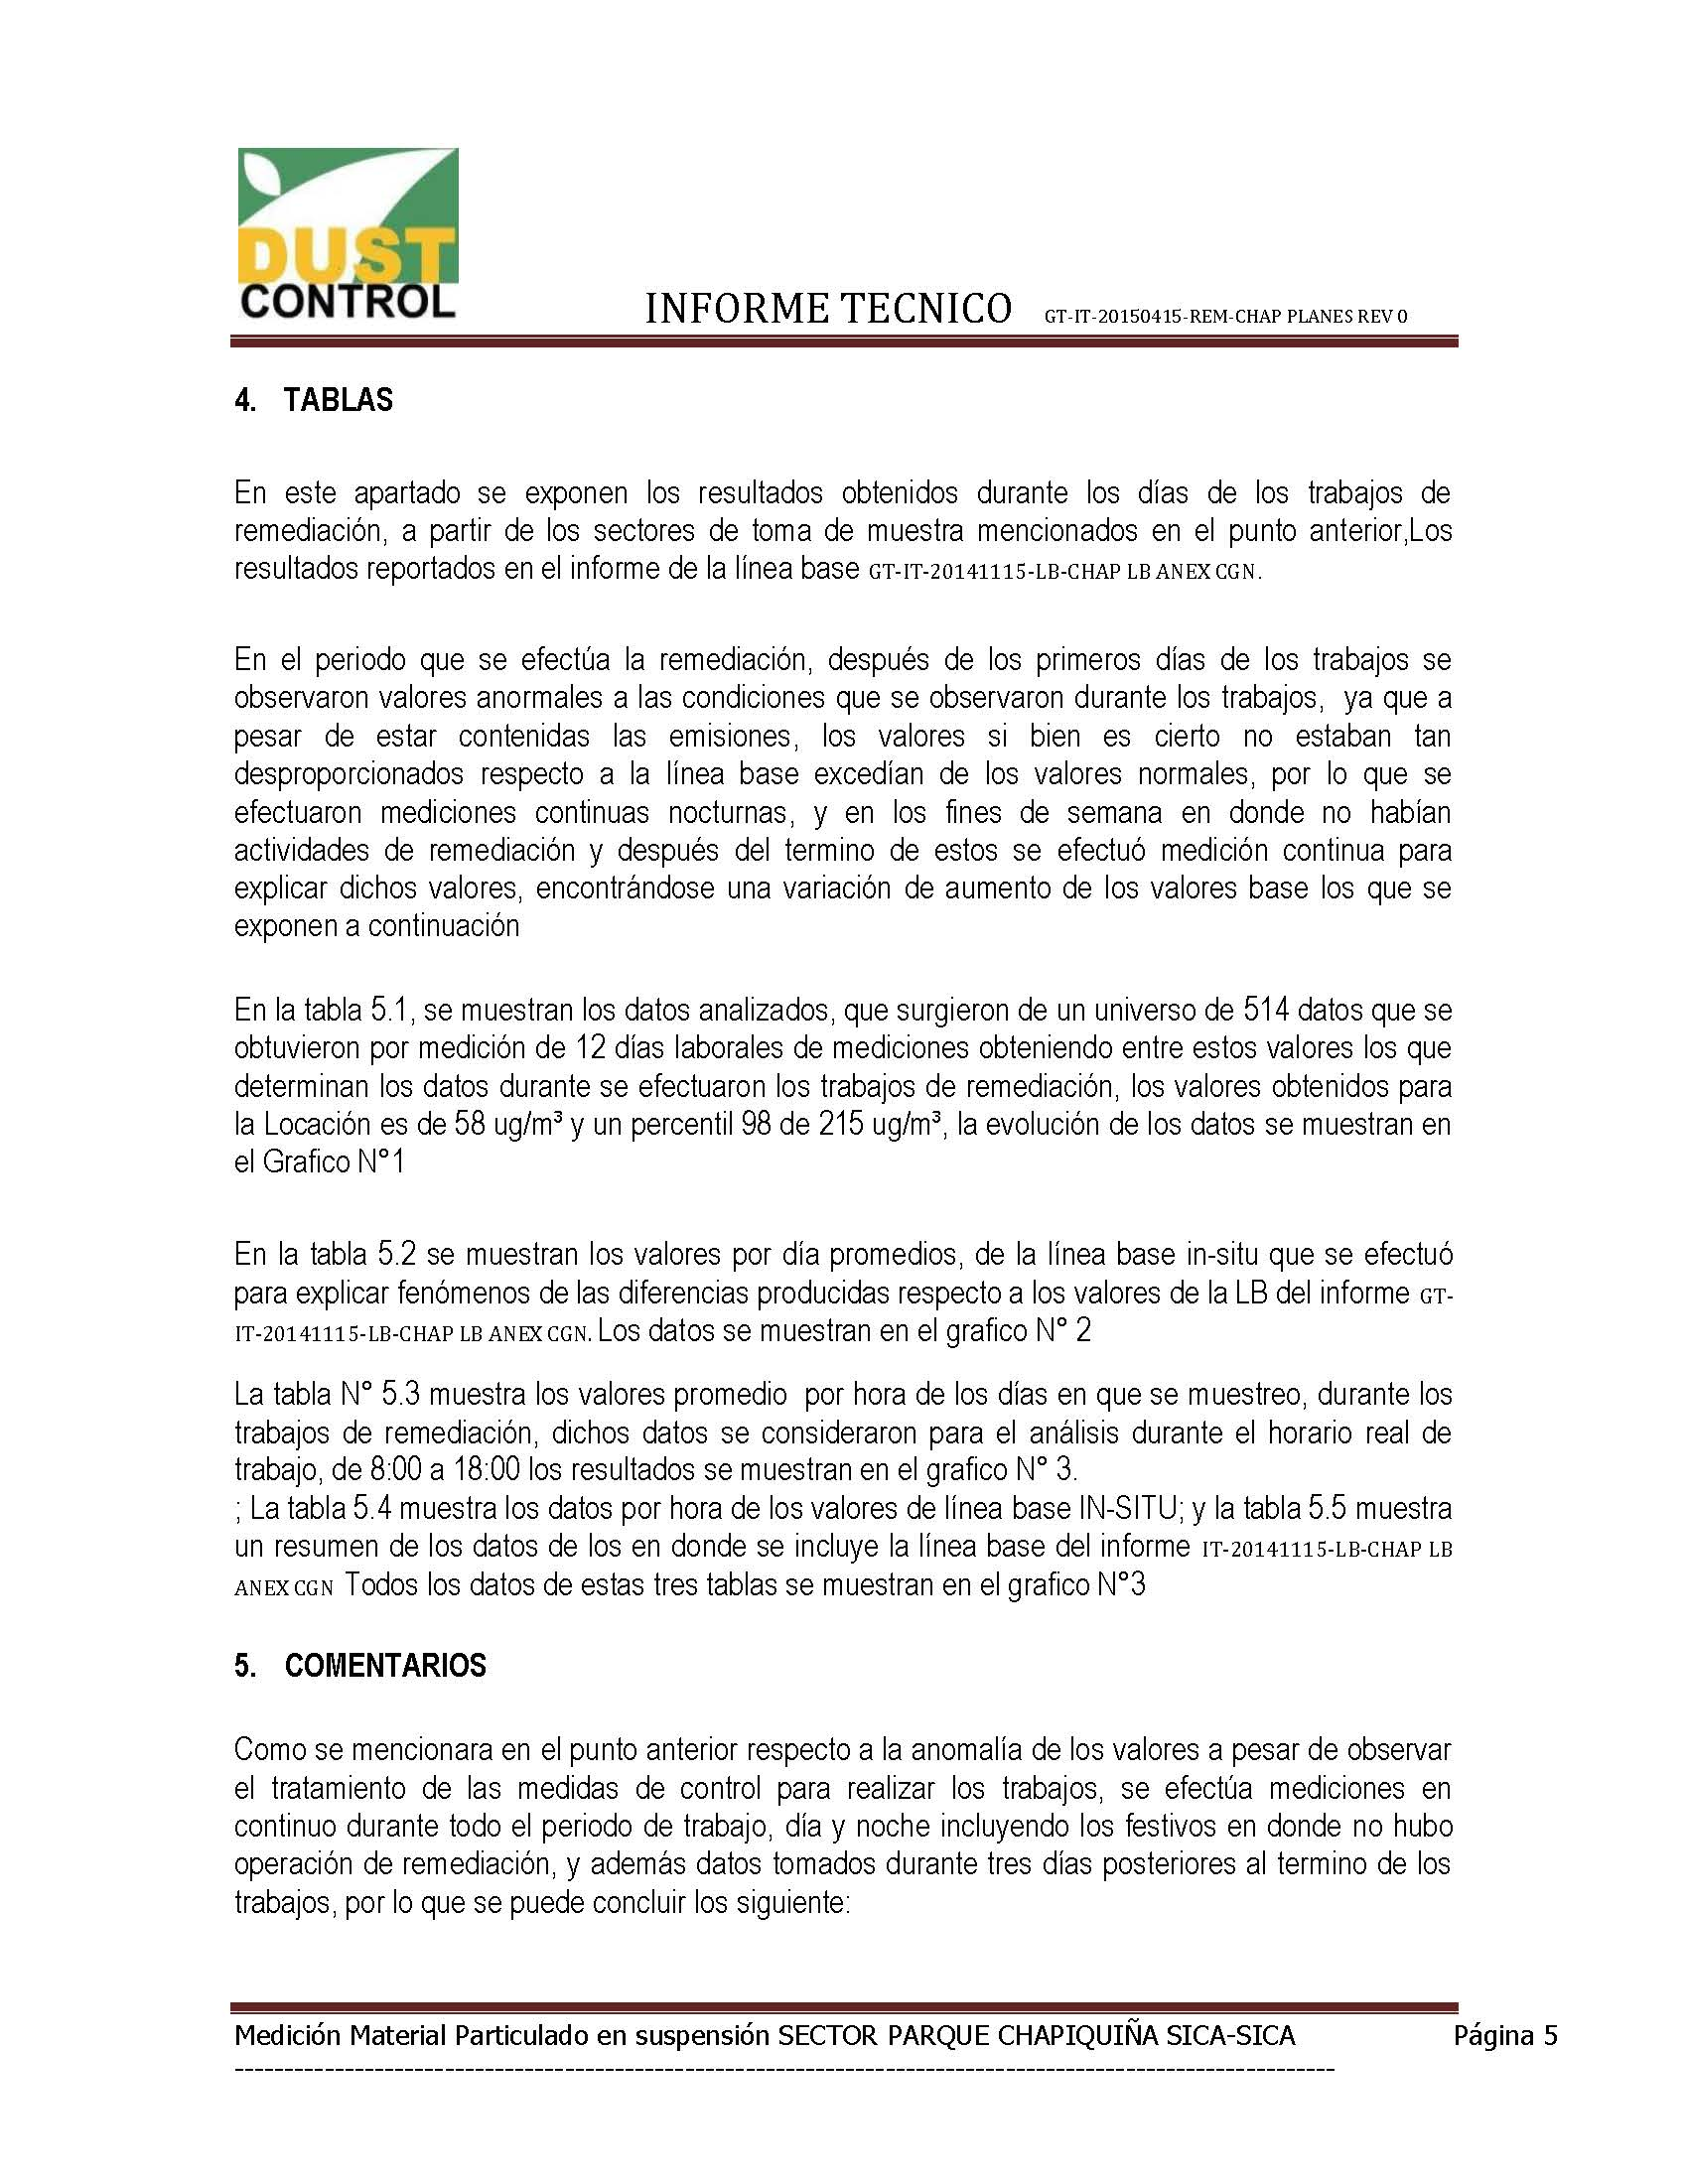 DUST
CONTROL
INFORME TECNICO GT-IT-20150415-REM-CHAP PLANES REV 0
4. TABLAS
En este apartado se exponen los resultados obtenidos durante los días de los trabajos de
remediación, a partir de los sectores de toma de muestra mencionados en el punto anterior,Los
resultados reportados en el informe de la línea base GT-IT-20141115-LB-CHAP LB ANEX CGN.
En el periodo que se efectúa la remediación, después de los primeros días de los trabajos se
observaron valores anormales a las condiciones que se observaron durante los trabajos, ya que a
pesar de estar contenidas las emisiones, los valores si bien es cierto no estaban tan
desproporcionados respecto a la línea base excedían de los valores normales, por lo que se
efectuaron mediciones continuas nocturnas, y en los fines de semana en donde no habían
actividades de remediación y después del termino de estos se efectuó medición continua para
explicar dichos valores, encontrándose una variación de aumento de los valores base los que se
exponen a continuación
En la tabla 5.1, se muestran los datos analizados, que surgieron de un universo de 514 datos que se
obtuvieron por medición de 12 días laborales de mediciones obteniendo entre estos valores los que
determinan los datos durante se efectuaron los trabajos de remediación, los valores obtenidos para
la Locación es de 58 ug/m³ y un percentil 98 de 215 ug/m³, la evolución de los datos se muestran en
el Grafico N°1
En la tabla 5.2 se muestran los valores por día promedios, de la línea base in-situ que se efectuó
para explicar fenómenos de las diferencias producidas respecto a los valores de la LB del informe GT-
IT-20141115-LB-CHAP LB ANEX CGN. Los datos se muestran en el grafico N° 2
La tabla N° 5.3 muestra los valores promedio por hora de los días en que se muestreo, durante los
trabajos de remediación, dichos datos se consideraron para el análisis durante el horario real de
trabajo, de 8:00 a 18:00 los resultados se muestran en el grafico N° 3.
; La tabla 5.4 muestra los datos por hora de los valores de línea base IN-SITU; y la tabla 5.5 muestra
un resumen de los datos de los en donde se incluye la línea base del informe IT-20141115-LB-CHAP LB
ANEX CGN Todos los datos de estas tres tablas se muestran en el grafico N°3
5. COMENTARIOS
Como se mencionara en el punto anterior respecto a la anomalía de los valores a pesar de observar
el tratamiento de las medidas de control para realizar los trabajos, se efectúa mediciones en
continuo durante todo el periodo de trabajo, día y noche incluyendo los festivos en donde no hubo
operación de remediación, y además datos tomados durante tres días posteriores al termino de los
trabajos, por lo que se puede concluir los siguiente:
Medición Material Particulado en suspensión SECTOR PARQUE CHAPIQUIÑA SICA-SICA Página 5
--------------------------------------------------------------------------------------------------------------